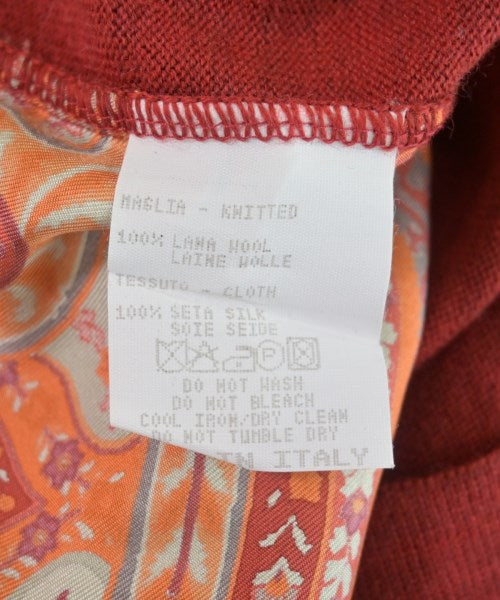 MAGLIA - KNITTED
100% LANA WOOL
LAINE WOLLE
TESSUTO - CLOTH
100% SETA SILK
SOIE SEIDE
DO NOT WASH
DO NOT BLEACH
COOL IRON/DRY CLEAN
DO NOT TUMBLE DRY
IN ITALY